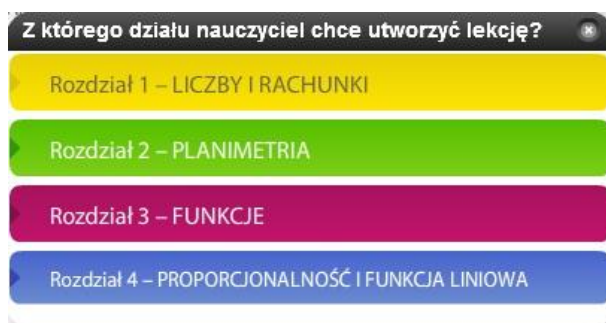 Z którego działu nauczyciel chce utworzyć lekcję?
Rozdział 1 – LICZBY I RACHUNKI
Rozdział 2 – PLANIMETRIA
Rozdział 3 – FUNKCJE
Rozdział 4 – PROPORCJONALNOŚĆ I FUNKCJA LINIOWA